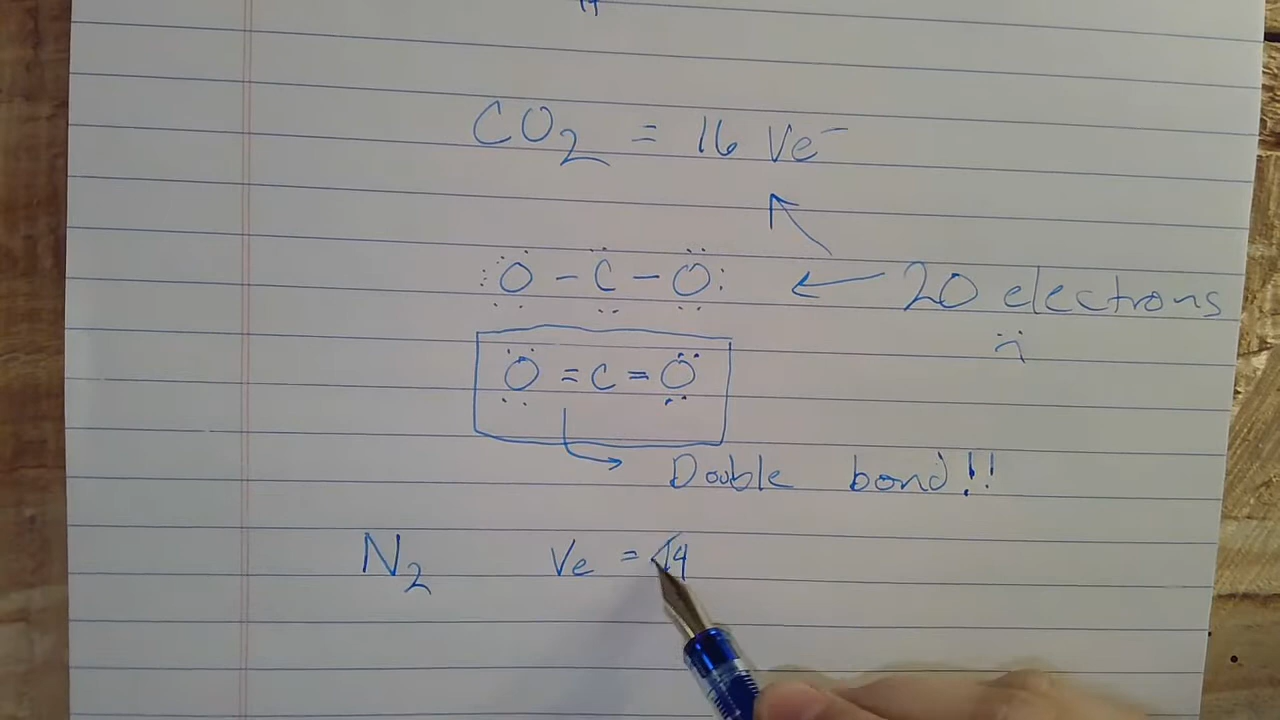 CO2 = 16 Ve⁻
:Ö - C̈ - Ö: ← 20 electrons
Ö = C = Ö
Double bond!!
N2 Ve = 14